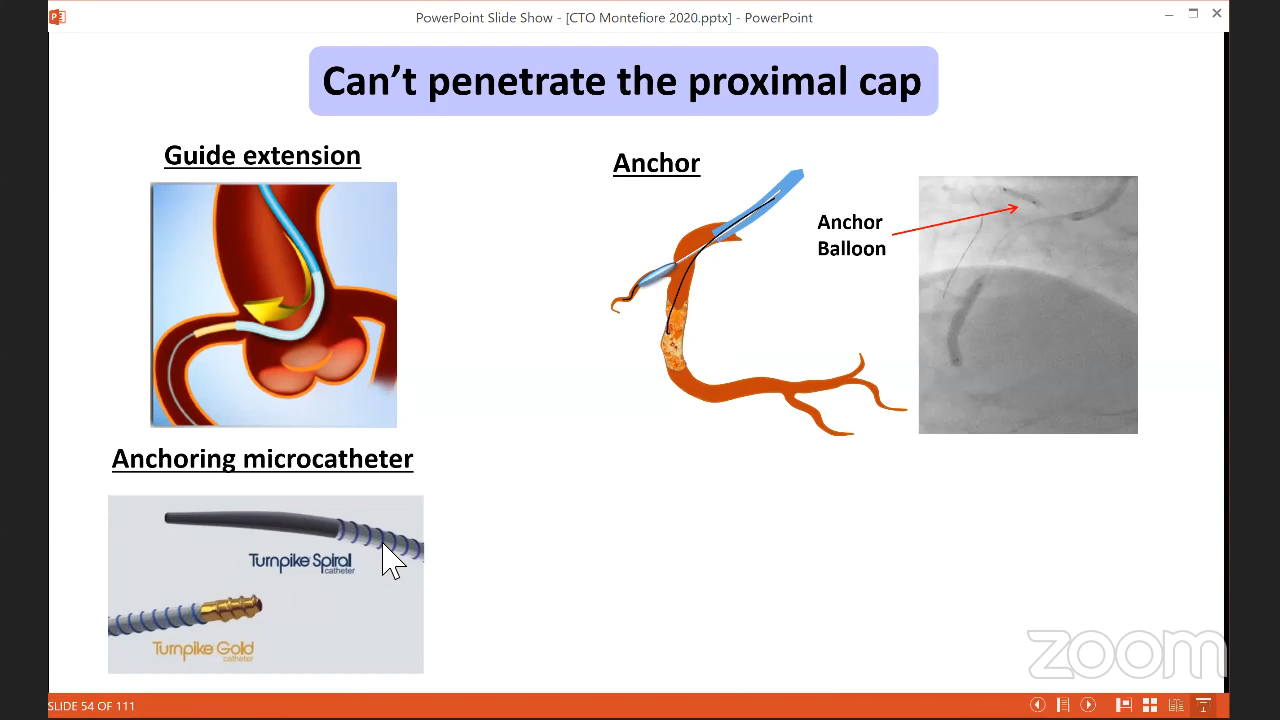 PowerPoint Slide Show - [CTO Montefiore 2020.pptx] - PowerPoint
Can’t penetrate the proximal cap
Guide extension
Anchor
Anchor
Balloon
Anchoring microcatheter
Turnpike Spiral
catheter
Turnpike Gold
catheter
zoom
SLIDE 54 OF 111